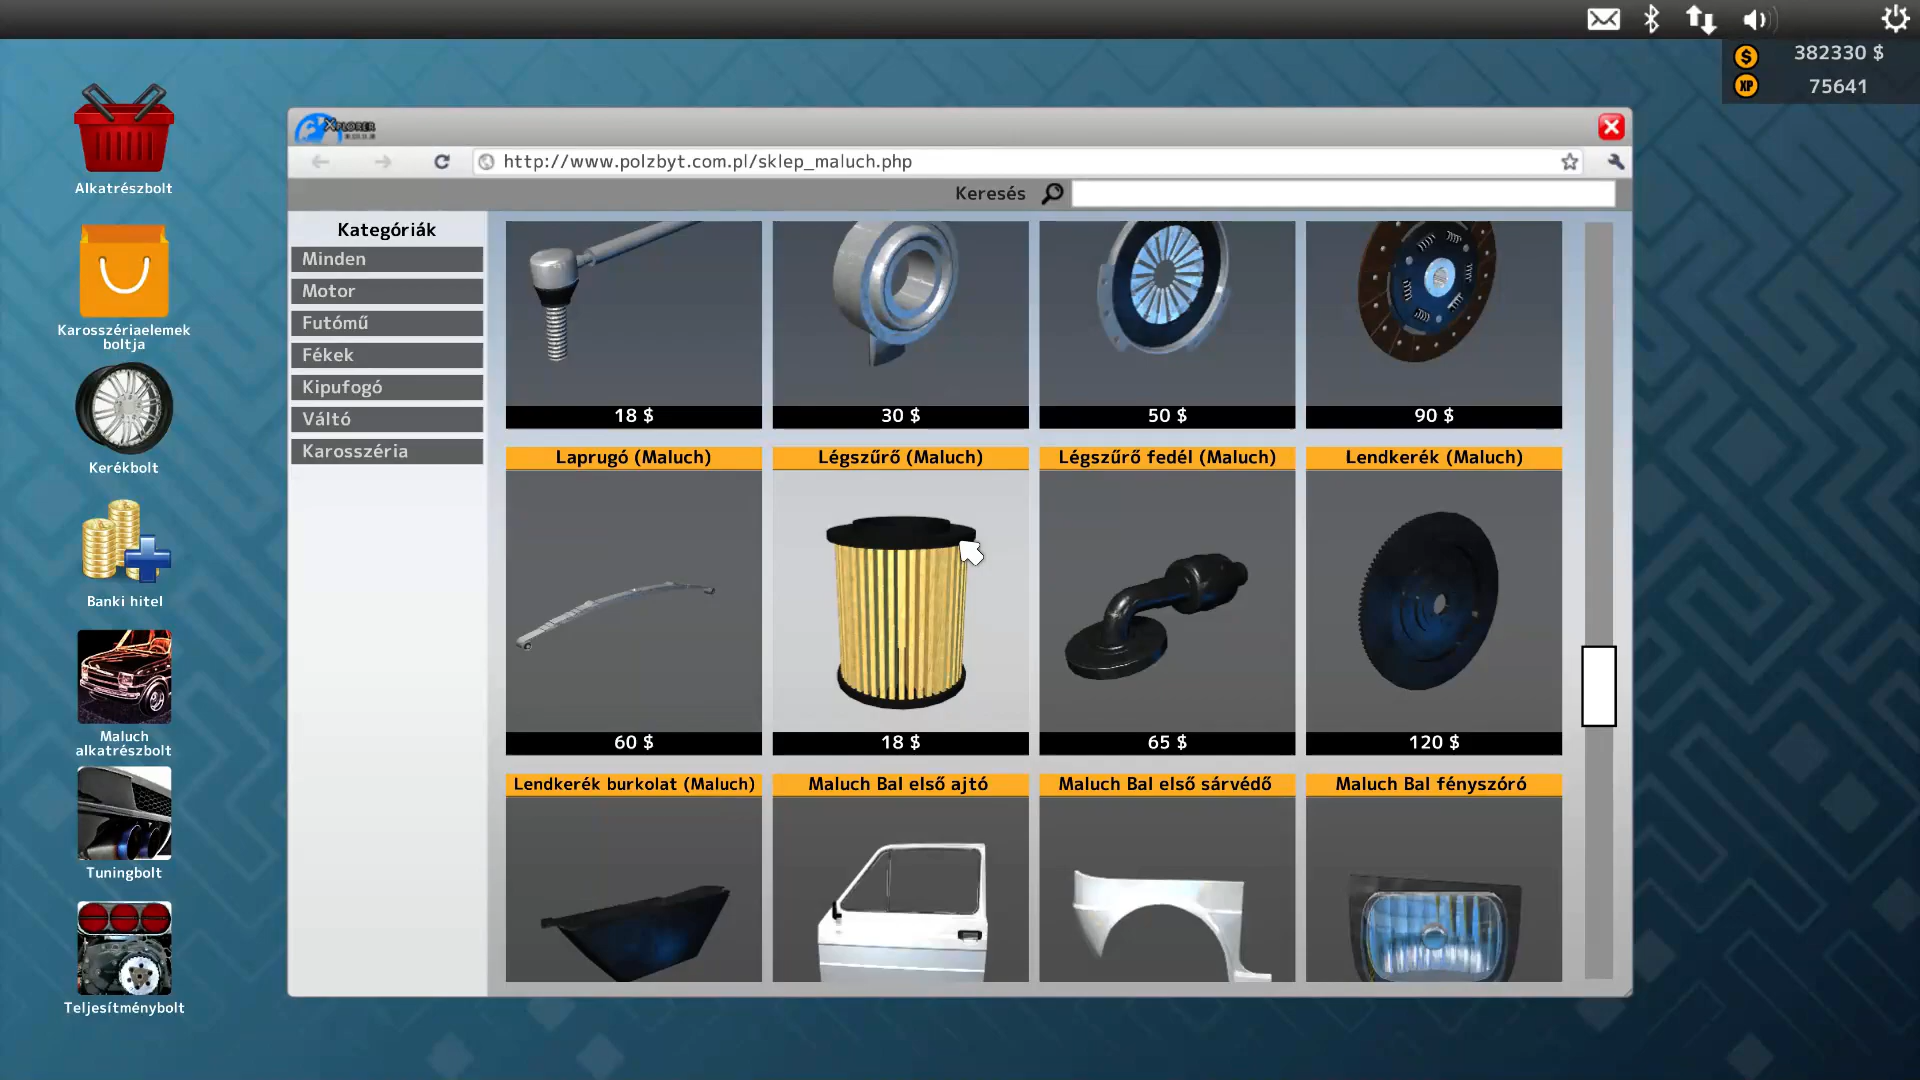 382330 $
XP 75641
Alkatrészbolt
Karosszériaelemek
boltja
Kerékbolt
Banki hitel
Maluch
alkatrészbolt
Tuningbolt
Teljesítménybolt
XPLORER
http://www.polzbyt.com.pl/sklep_maluch.php
Keresés
Kategóriák
Minden
Motor
Futómű
Fékek
Kipufogó
Váltó
Karosszéria
18 $
30 $
50 $
90 $
Laprugó (Maluch)
Légszűrő (Maluch)
Légszűrő fedél (Maluch)
Lendkerék (Maluch)
60 $
18 $
65 $
120 $
Lendkerék burkolat (Maluch)
Maluch Bal első ajtó
Maluch Bal első sárvédő
Maluch Bal fényszóró